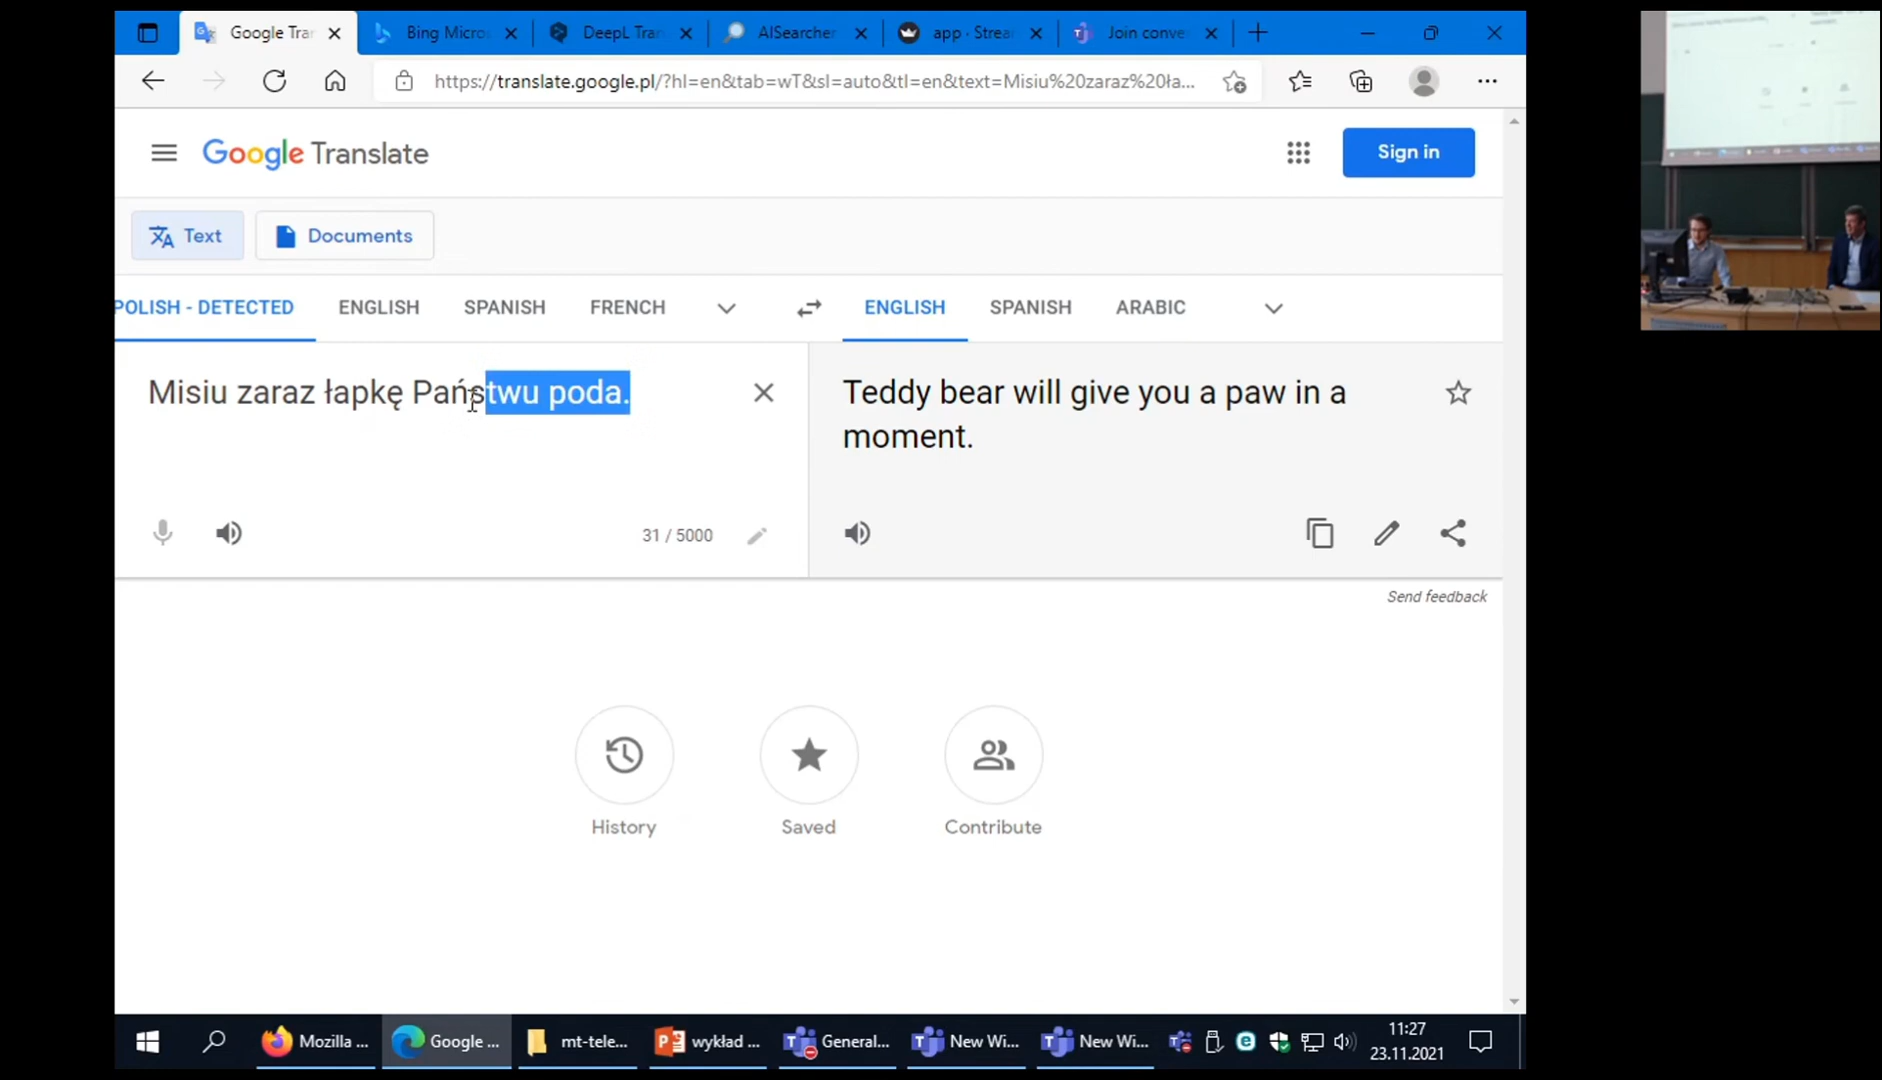 Google Tra
Bing Micro
DeepL Tran
AISearcher
app · Strea
Join conve
https://translate.google.pl/?hl=en&tab=wT&sl=auto&tl=en&text=Misiu%20zaraz%20ła...
Google Translate
Sign in
Text
Documents
POLISH - DETECTED
ENGLISH
SPANISH
FRENCH
ENGLISH
SPANISH
ARABIC
Misiu zaraz łapkę Państwu poda.
Teddy bear will give you a paw in a
moment.
31 / 5000
Send feedback
History
Saved
Contribute
Mozilla ...
Google ...
mt-tele...
wykład ...
General...
New Wi...
New Wi...
11:27
23.11.2021